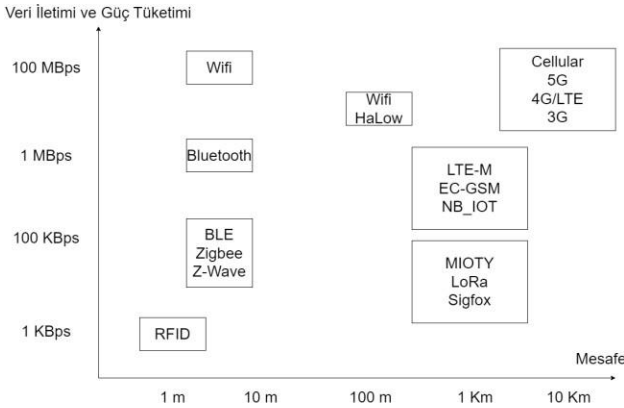 Veri İletimi ve Güç Tüketimi
100 MBps
Wifi
Cellular
5G
4G/LTE
3G
Wifi
HaLow
1 MBps
Bluetooth
LTE-M
EC-GSM
NB_IOT
100 KBps
BLE
Zigbee
Z-Wave
MIOTY
LoRa
Sigfox
1 KBps
RFID
Mesafe
1 m
10 m
100 m
1 Km
10 Km